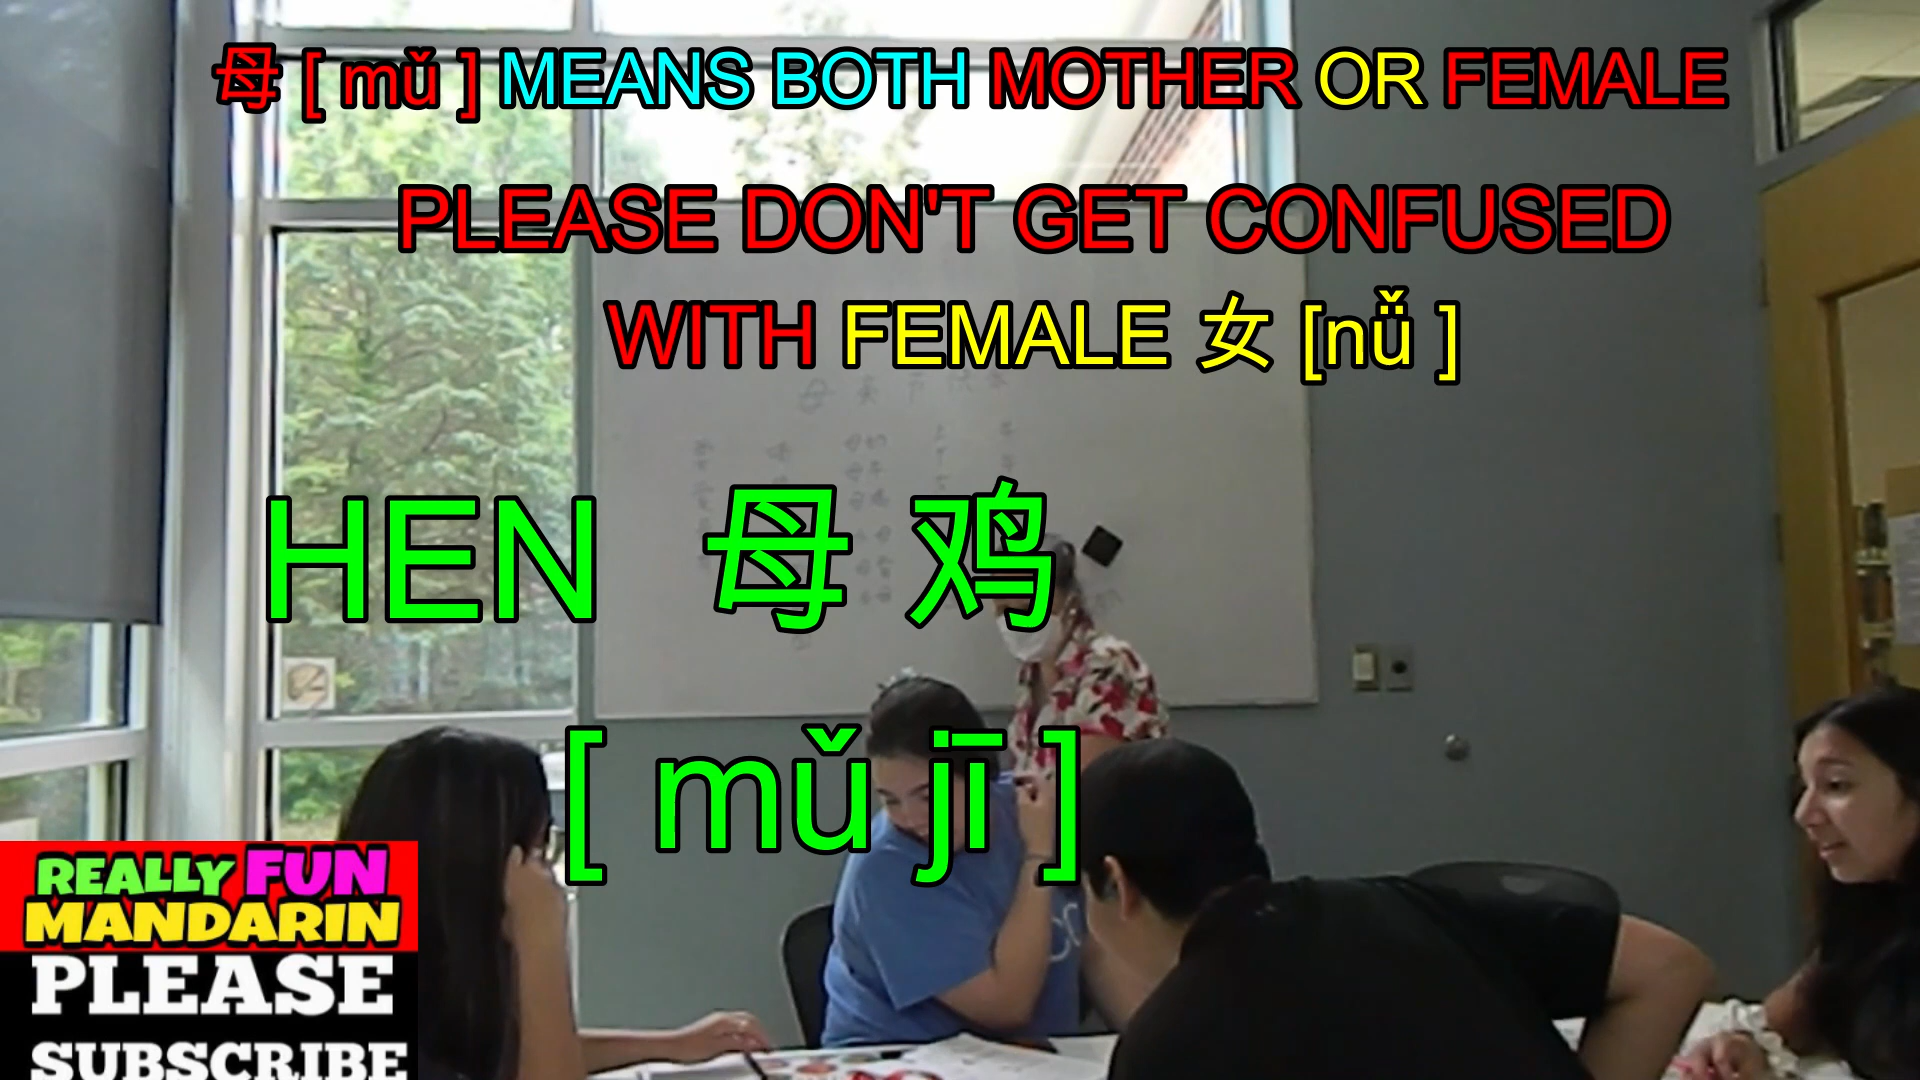 母 [ mǔ ] MEANS BOTH MOTHER OR FEMALE
PLEASE DON'T GET CONFUSED
WITH FEMALE 女 [nǚ ]
HEN 母 鸡
[ mǔ jī ]
REALLY FUN
MANDARIN
PLEASE
SUBSCRIBE